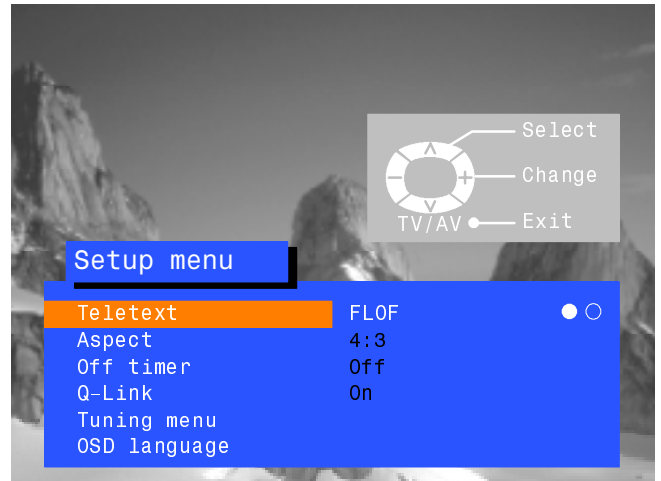 Select
Change
TV/AV Exit
Setup menu
Teletext FLOF
Aspect 4:3
Off timer Off
Q-Link On
Tuning menu
OSD language